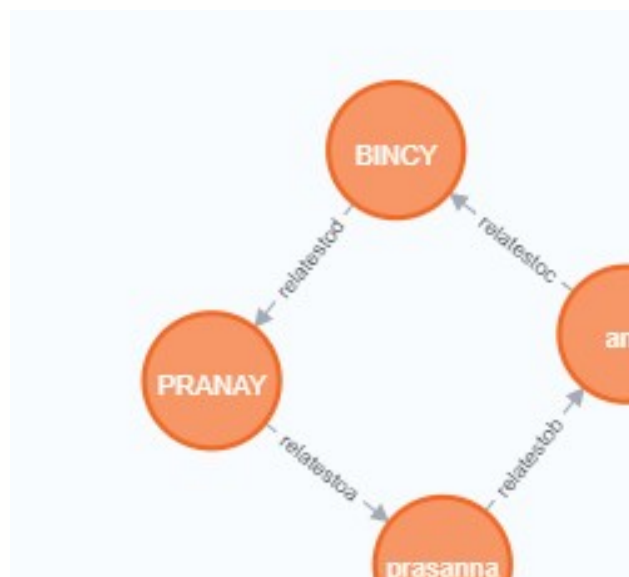 BINCY
relatestod
relatestoc
PRANAY
relatestoa
relatestob
prasanna